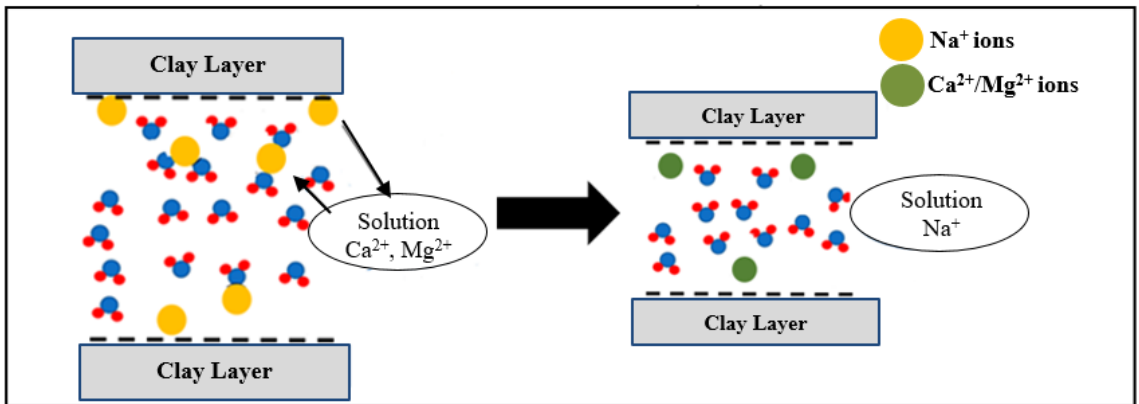 Clay Layer
Solution
Ca²⁺, Mg²⁺
Clay Layer
Na⁺ ions
Ca²⁺/Mg²⁺ ions
Clay Layer
Solution
Na⁺
Clay Layer